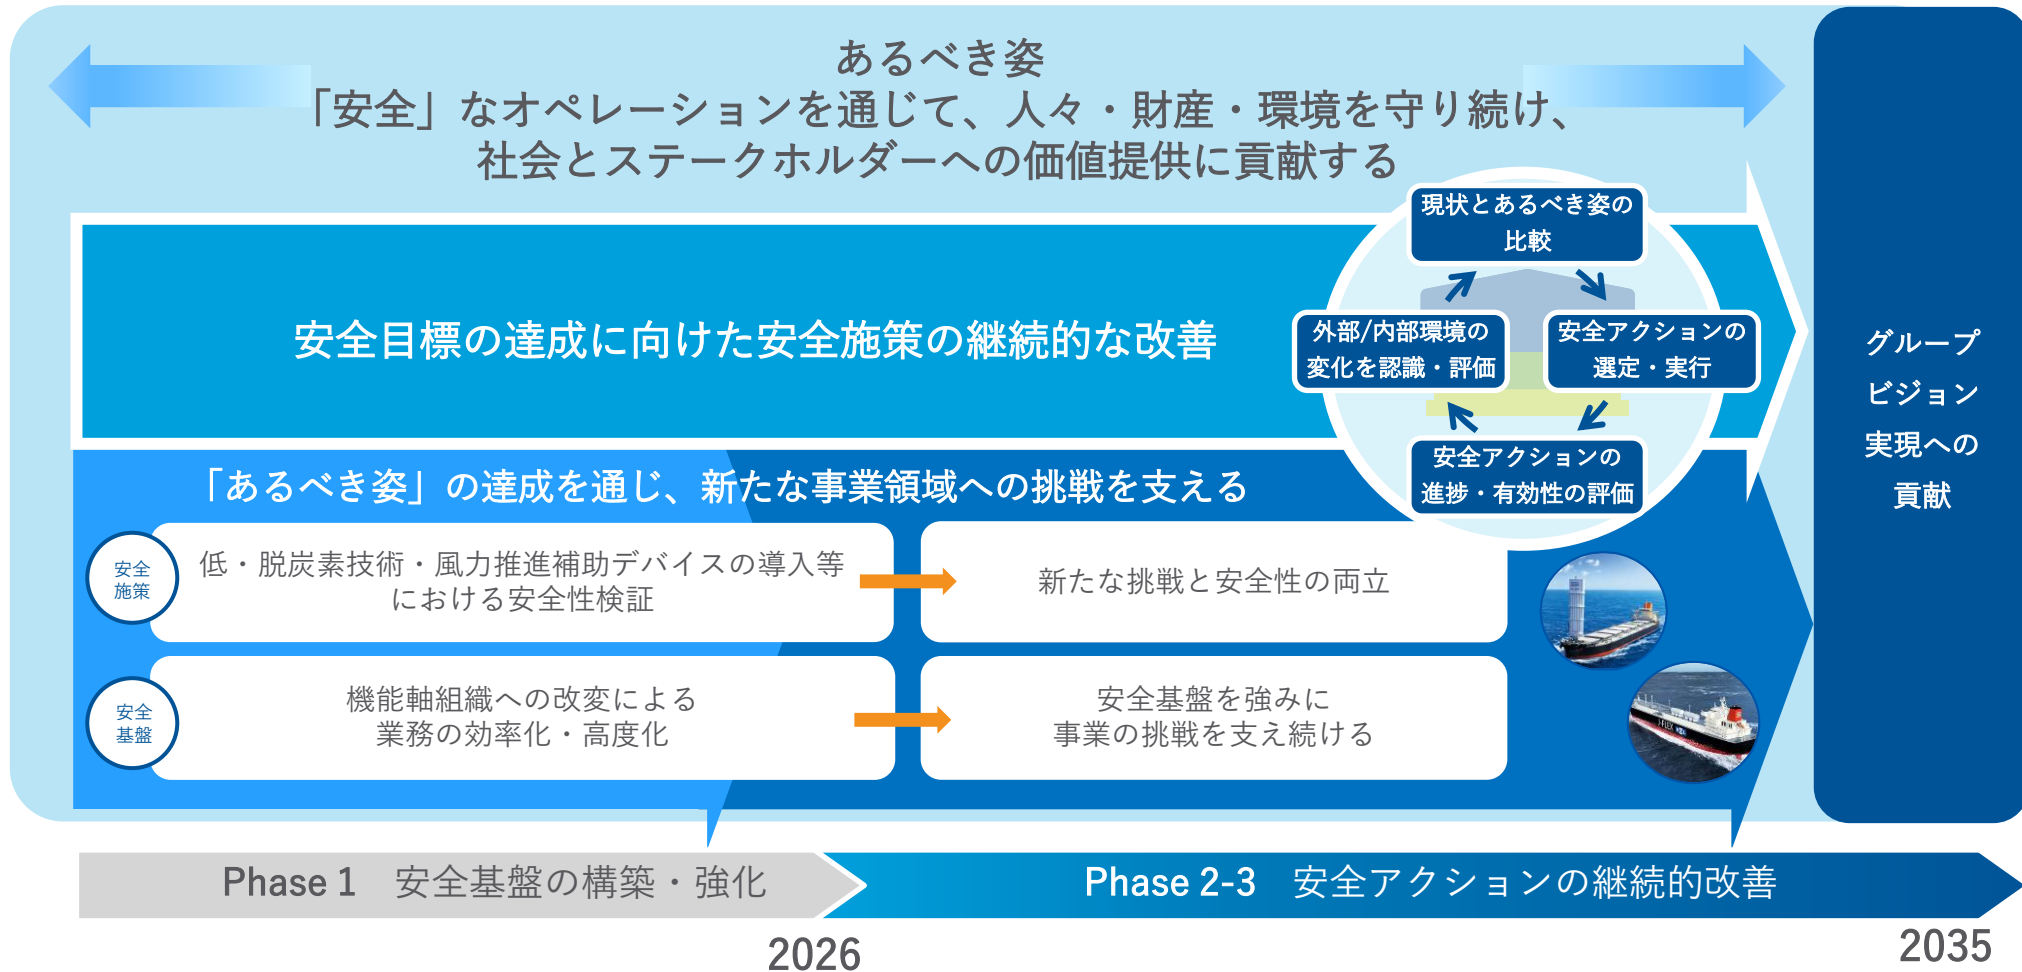 あるべき姿
「安全」なオペレーションを通じて、人々・財産・環境を守り続け、
社会とステークホルダーへの価値提供に貢献する
安全目標の達成に向けた安全施策の継続的な改善
現状とあるべき姿の
比較
外部/内部環境の
変化を認識・評価
安全アクションの
選定・実行
安全アクションの
進捗・有効性の評価
グループ
ビジョン
実現への
貢献
「あるべき姿」の達成を通じ、新たな事業領域への挑戦を支える
安全
施策
低・脱炭素技術・風力推進補助デバイスの導入等
における安全性検証
新たな挑戦と安全性の両立
安全
基盤
機能軸組織への改変による
業務の効率化・高度化
安全基盤を強みに
事業の挑戦を支え続ける
Phase 1 安全基盤の構築・強化
Phase 2-3 安全アクションの継続的改善
2026
2035